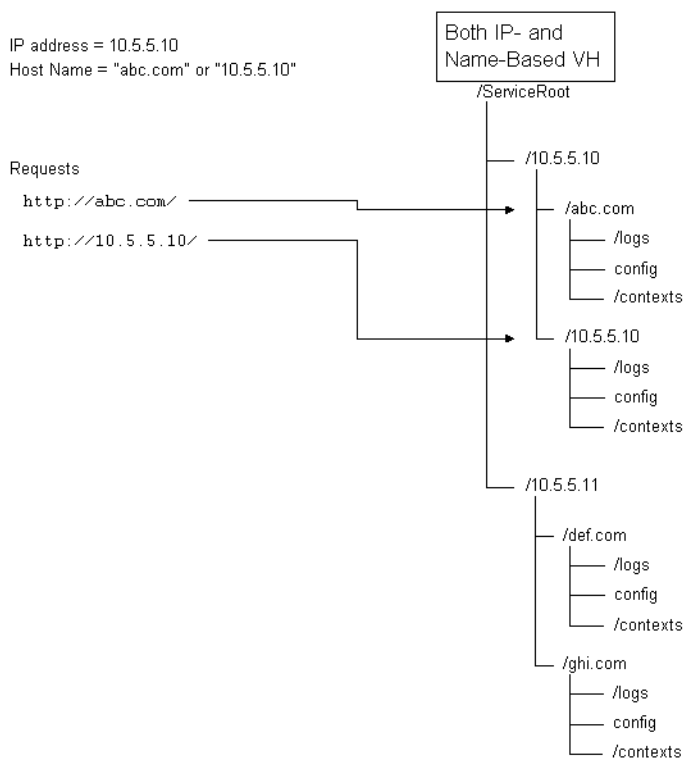 Both IP- and
Name-Based VH
IP address = 10.5.5.10
Host Name = "abc.com" or "10.5.5.10"
/ServiceRoot
Requests
http://abc.com/
http://10.5.5.10/
/10.5.5.10
/abc.com
/logs
config
/contexts
/10.5.5.10
/logs
config
/contexts
/10.5.5.11
/def.com
/logs
config
/contexts
/ghi.com
/logs
config
/contexts